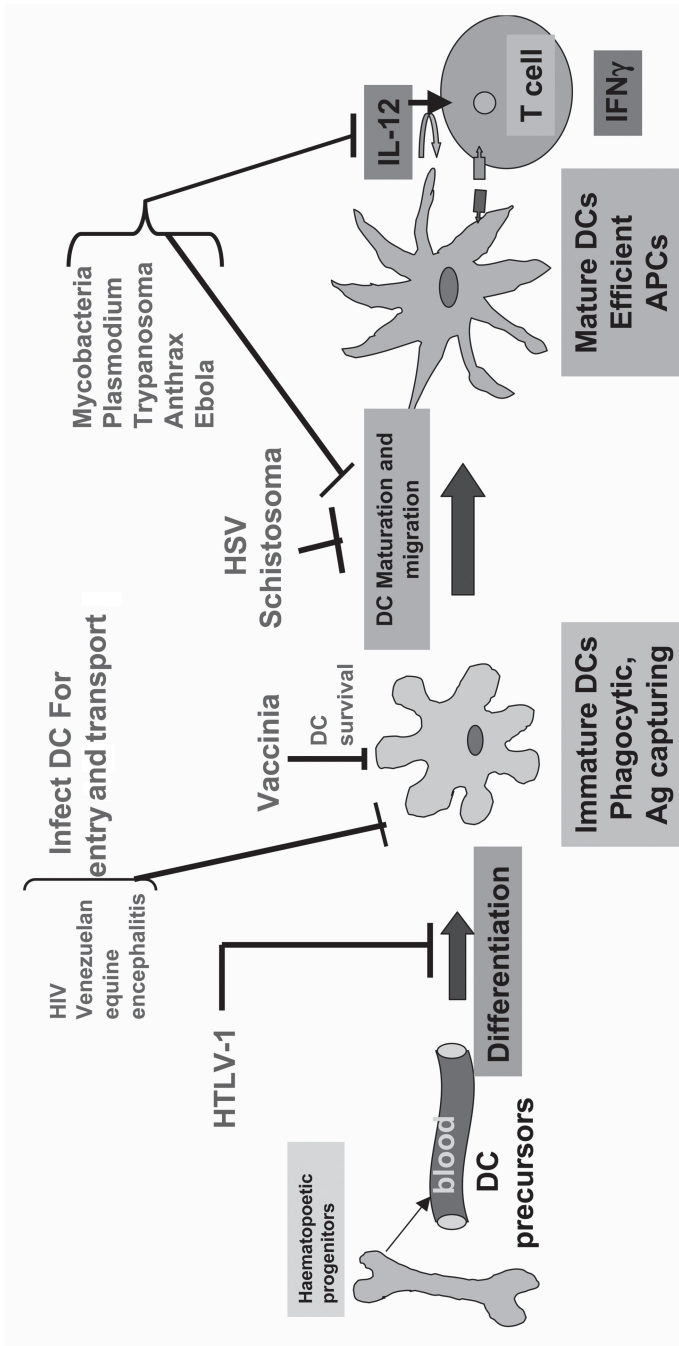 HIV
Venezuelan
equine
encephalitis
Infect DC For
entry and transport
Mycobacteria
Plasmodium
Trypanosoma
Anthrax
Ebola
HTLV-1
Vaccinia
DC
survival
HSV
Schistosoma
Haematopoetic
progenitors
blood
DC
precursors
Differentiation
DC Maturation and
migration
IL-12
T cell
IFNγ
Immature DCs
Phagocytic,
Ag capturing
Mature DCs
Efficient
APCs